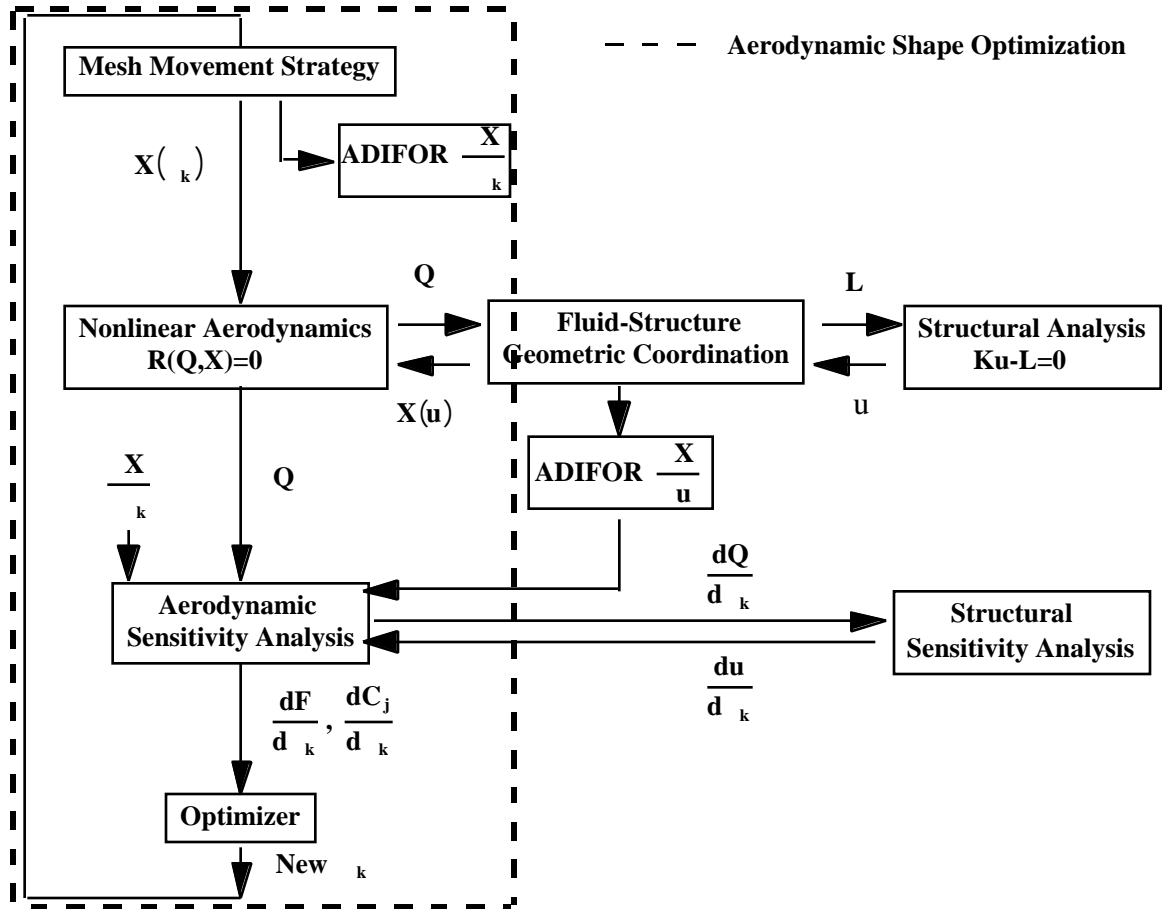 Aerodynamic Shape Optimization
Mesh Movement Strategy
ADIFOR X
k
X( k)
Q
L
Nonlinear Aerodynamics
R(Q,X)=0
Fluid-Structure
Geometric Coordination
Structural Analysis
Ku-L=0
X(u)
u
ADIFOR X
u
X
k
Q
Aerodynamic
Sensitivity Analysis
dQ
d k
du
d k
Structural
Sensitivity Analysis
dF , dC j
d k d k
Optimizer
New k